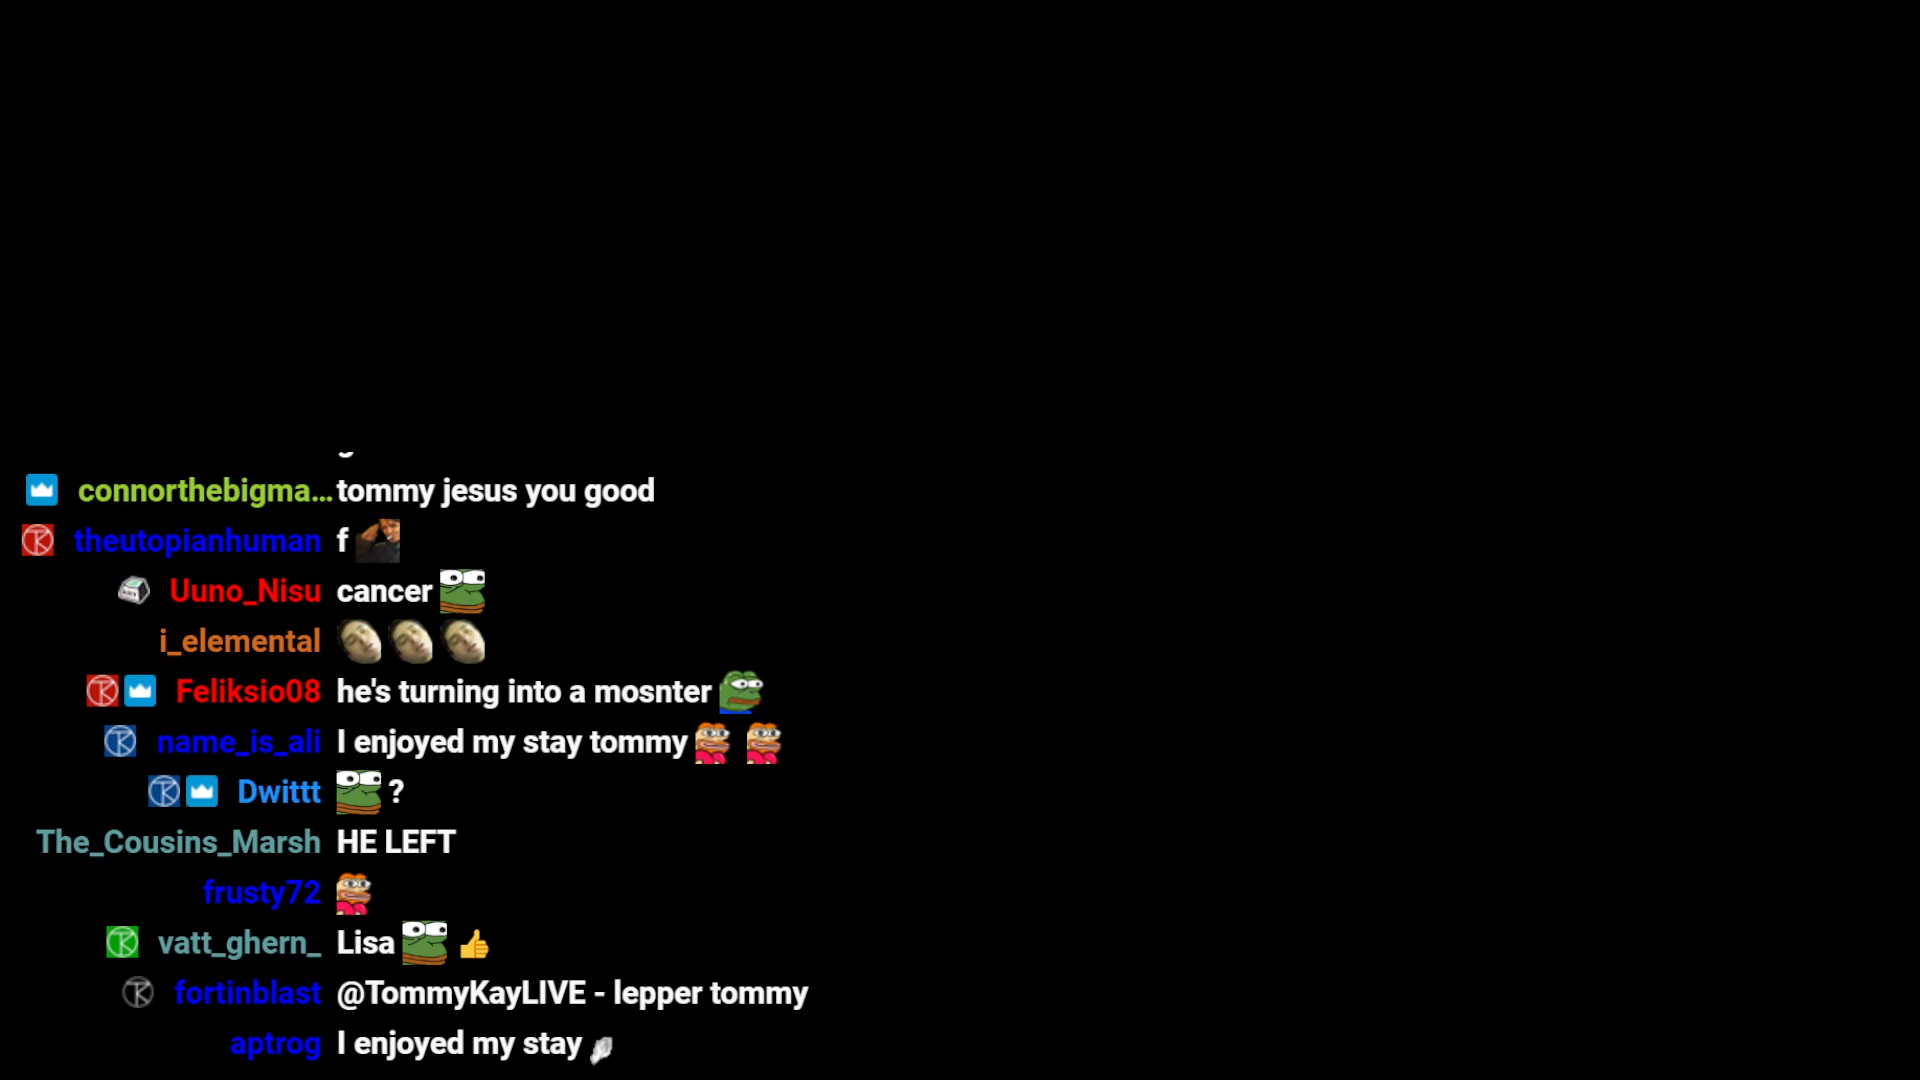 connorthebigma... tommy jesus you good
theutopianhuman f
Uuno_Nisu cancer
i_elemental
Feliksio08 he's turning into a mosnter
name_is_ali I enjoyed my stay tommy
Dwittt ?
The_Cousins_Marsh HE LEFT
frusty72
vatt_ghern_ Lisa 👍
fortinblast @TommyKayLIVE - lepper tommy
aptrog I enjoyed my stay